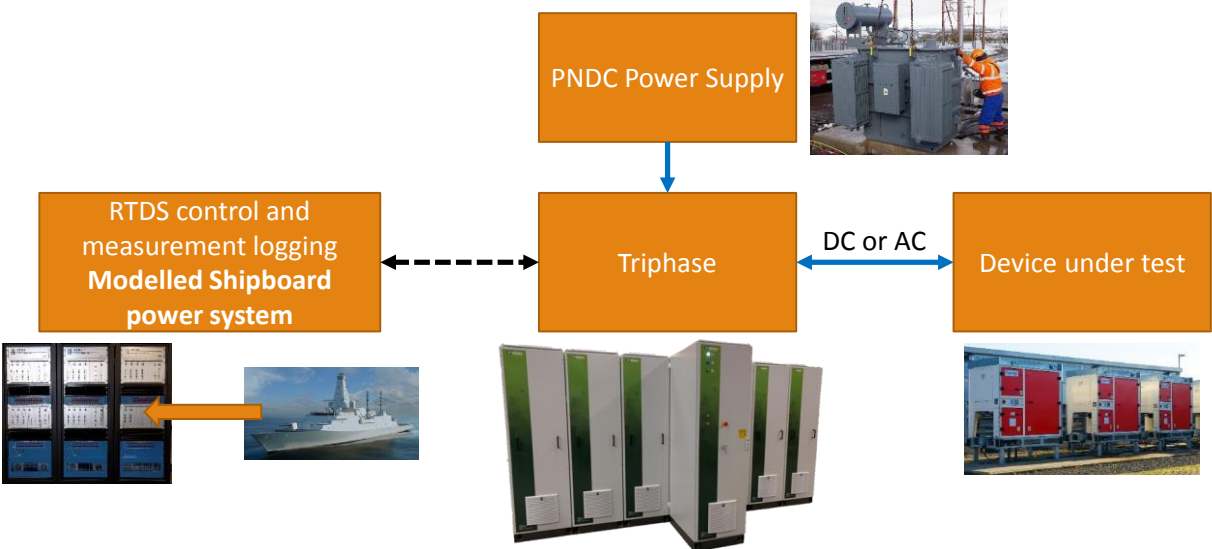 PNDC Power Supply
RTDS control and
measurement logging
Modelled Shipboard
power system
Triphase
DC or AC
Device under test